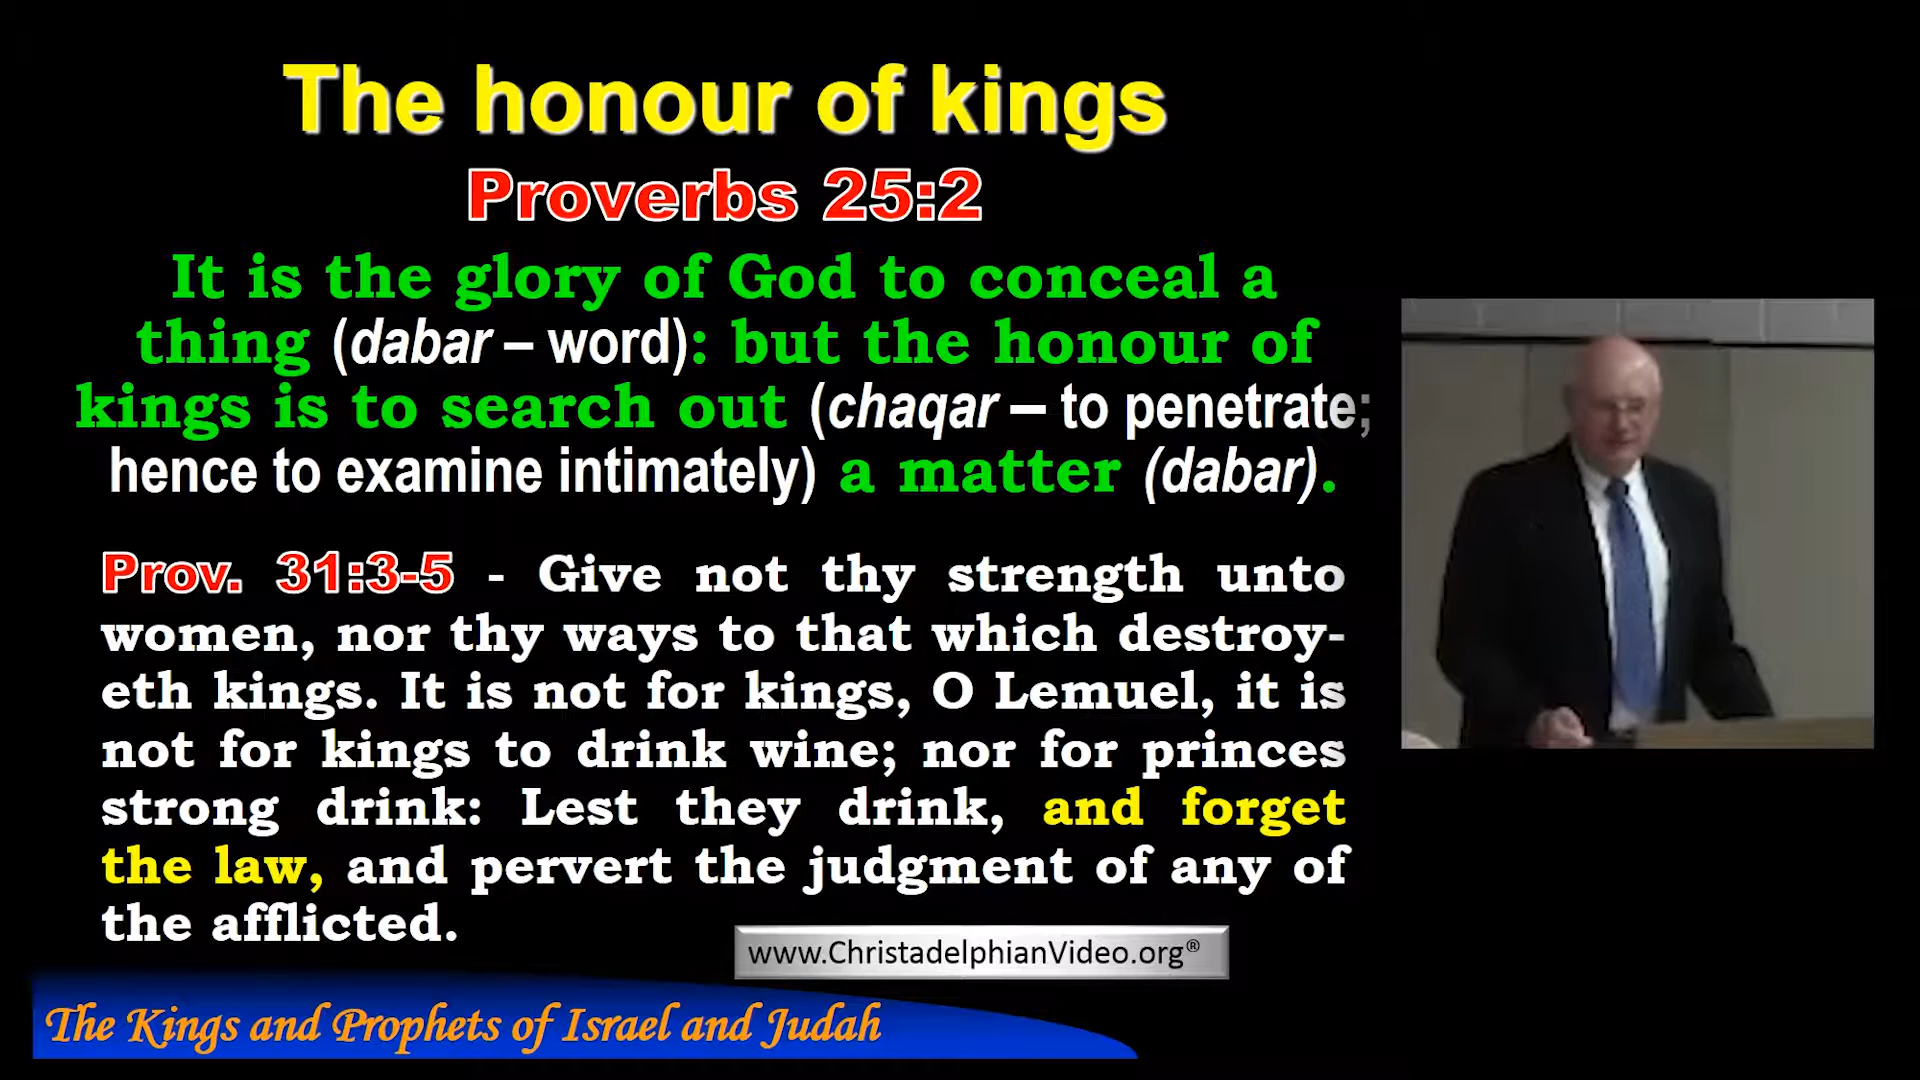 The honour of kings
Proverbs 25:2
It is the glory of God to conceal a
thing (dabar – word): but the honour of
kings is to search out (chaqar – to penetrate;
hence to examine intimately) a matter (dabar).
Prov. 31:3-5 - Give not thy strength unto
women, nor thy ways to that which destroy-
eth kings. It is not for kings, O Lemuel, it is
not for kings to drink wine; nor for princes
strong drink: Lest they drink, and forget
the law, and pervert the judgment of any of
the afflicted.
www.ChristadelphianVideo.org®
The Kings and Prophets of Israel and Judah